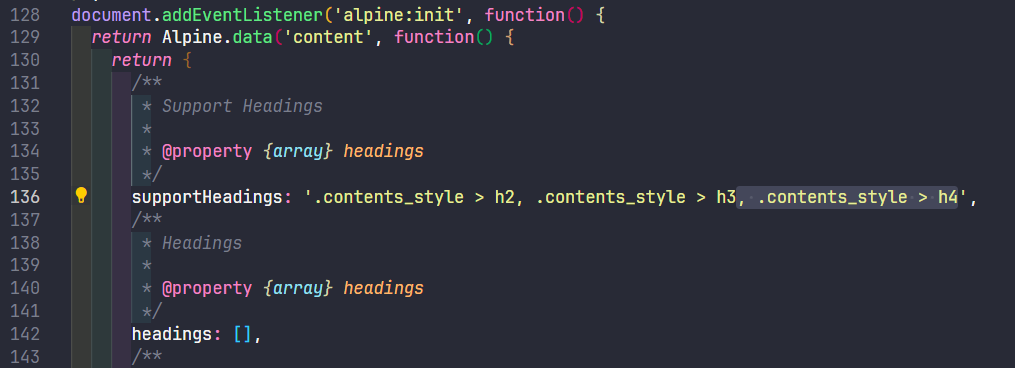 128 document.addEventListener('alpine:init', function() {
129 return Alpine.data('content', function() {
130 return {
131 /**
132 * Support Headings
133 *
134 * @property {array} headings
135 */
136 supportHeadings: '.contents_style > h2, .contents_style > h3, .contents_style > h4',
137 /**
138 * Headings
139 *
140 * @property {array} headings
141 */
142 headings: [],
143 /**